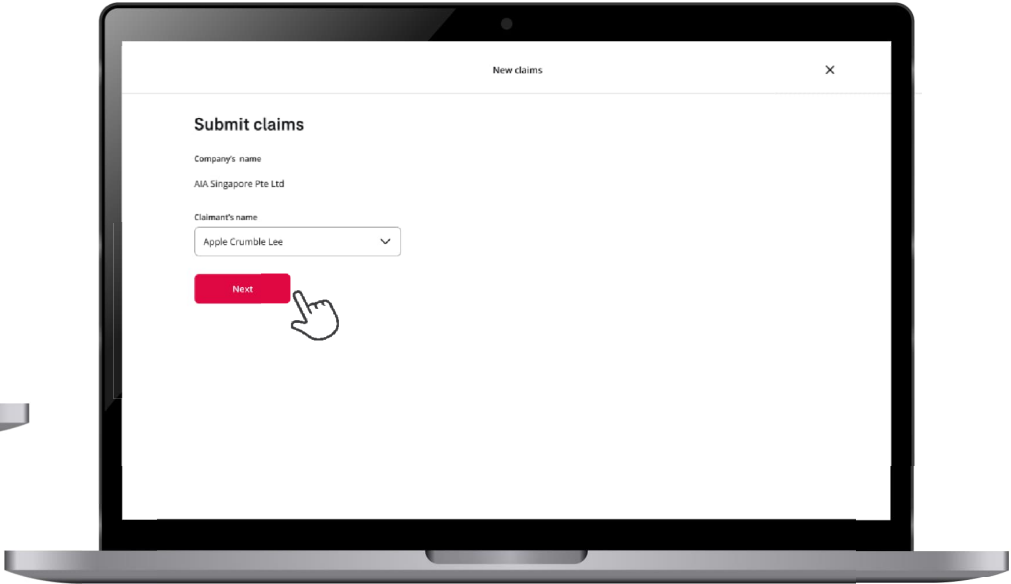 New claims
Submit claims
Company's name
AIA Singapore Pte Ltd
Claimant's name
Apple Crumble Lee
Next